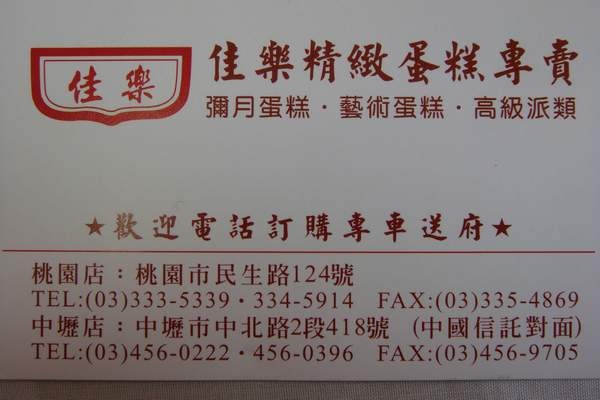 佳樂
佳樂精緻蛋糕專賣
彌月蛋糕・藝術蛋糕・高級派類
★歡迎電話訂購專車送府★
桃園店：桃園市民生路124號
TEL:(03)333-5339・334-5914 FAX:(03)335-4869
中壢店：中壢市中北路2段418號 (中國信託對面)
TEL:(03)456-0222・456-0396 FAX:(03)456-9705